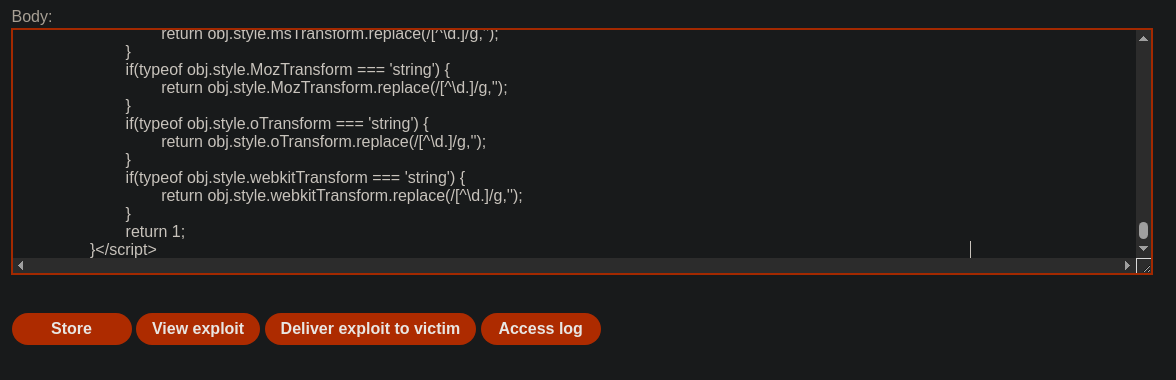 Body:
return obj.style.msTransform.replace(/[^\d.]/g,'');
}
if(typeof obj.style.MozTransform === 'string') {
return obj.style.MozTransform.replace(/[^\d.]/g,'');
}
if(typeof obj.style.oTransform === 'string') {
return obj.style.oTransform.replace(/[^\d.]/g,'');
}
if(typeof obj.style.webkitTransform === 'string') {
return obj.style.webkitTransform.replace(/[^\d.]/g,'');
}
return 1;
}</script>
Store View exploit Deliver exploit to victim Access log